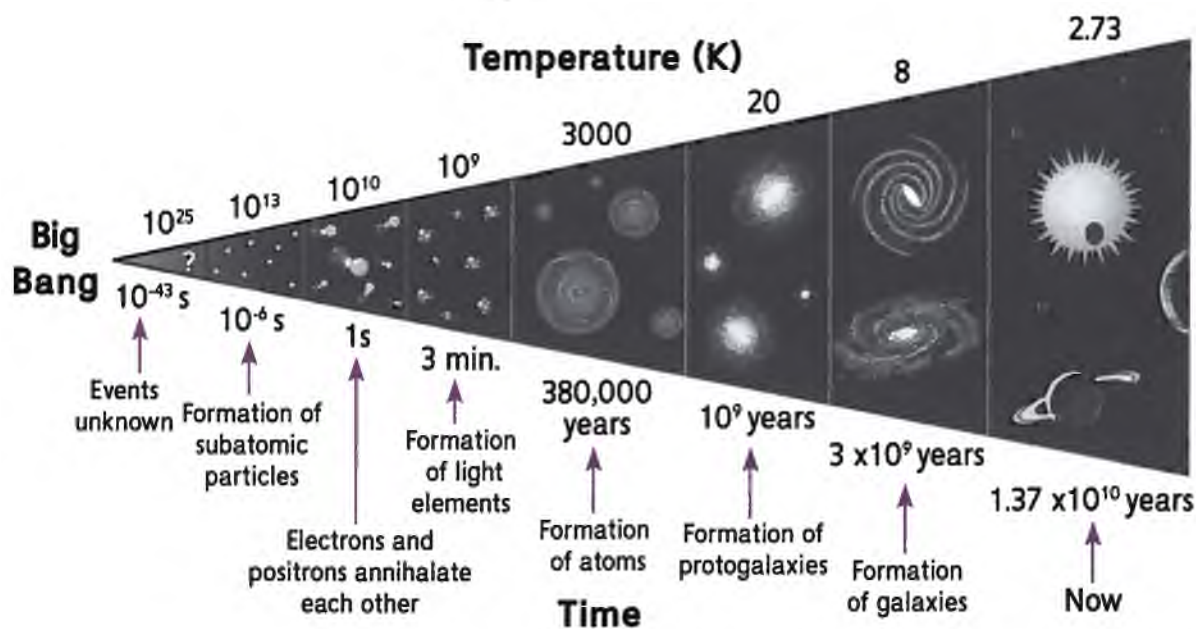 Temperature (K)
10²⁵
10¹³
10¹⁰
10⁹
3000
20
8
2.73
Big
Bang
?
10⁻⁴³ s
10⁻⁶ s
1s
3 min.
380,000
years
10⁹ years
3 x10⁹ years
1.37 x10¹⁰ years
Events
unknown
Formation of
subatomic
particles
Electrons and
positrons annihalate
each other
Formation
of light
elements
Formation
of atoms
Formation of
protogalaxies
Formation
of galaxies
Now
Time